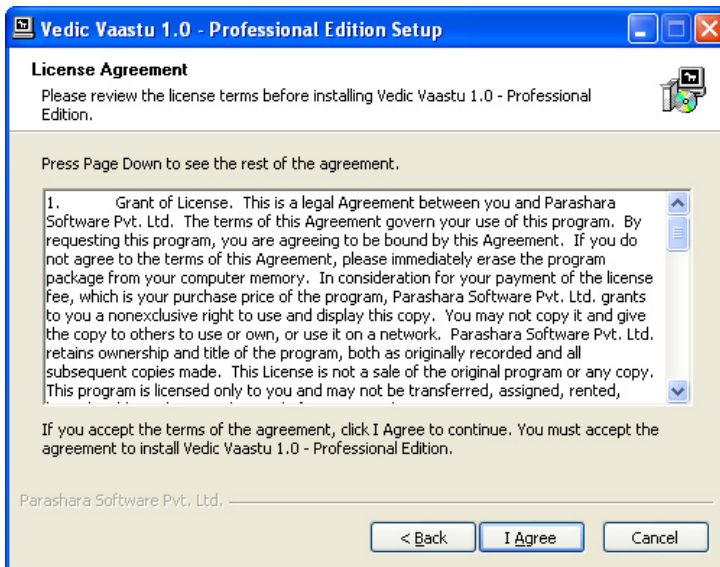 Vedic Vaastu 1.0 - Professional Edition Setup
License Agreement
Please review the license terms before installing Vedic Vaastu 1.0 - Professional
Edition.
Press Page Down to see the rest of the agreement.
1. Grant of License. This is a legal Agreement between you and Parashara
Software Pvt. Ltd. The terms of this Agreement govern your use of this program. By
requesting this program, you are agreeing to be bound by this Agreement. If you do
not agree to the terms of this Agreement, please immediately erase the program
package from your computer memory. In consideration for your payment of the license
fee, which is your purchase price of the program, Parashara Software Pvt. Ltd. grants
to you a nonexclusive right to use and display this copy. You may not copy it and give
the copy to others to use or own, or use it on a network. Parashara Software Pvt. Ltd.
retains ownership and title of the program, both as originally recorded and all
subsequent copies made. This License is not a sale of the original program or any copy.
This program is licensed only to you and may not be transferred, assigned, rented,
If you accept the terms of the agreement, click I Agree to continue. You must accept the
agreement to install Vedic Vaastu 1.0 - Professional Edition.
Parashara Software Pvt. Ltd.
< Back I Agree Cancel